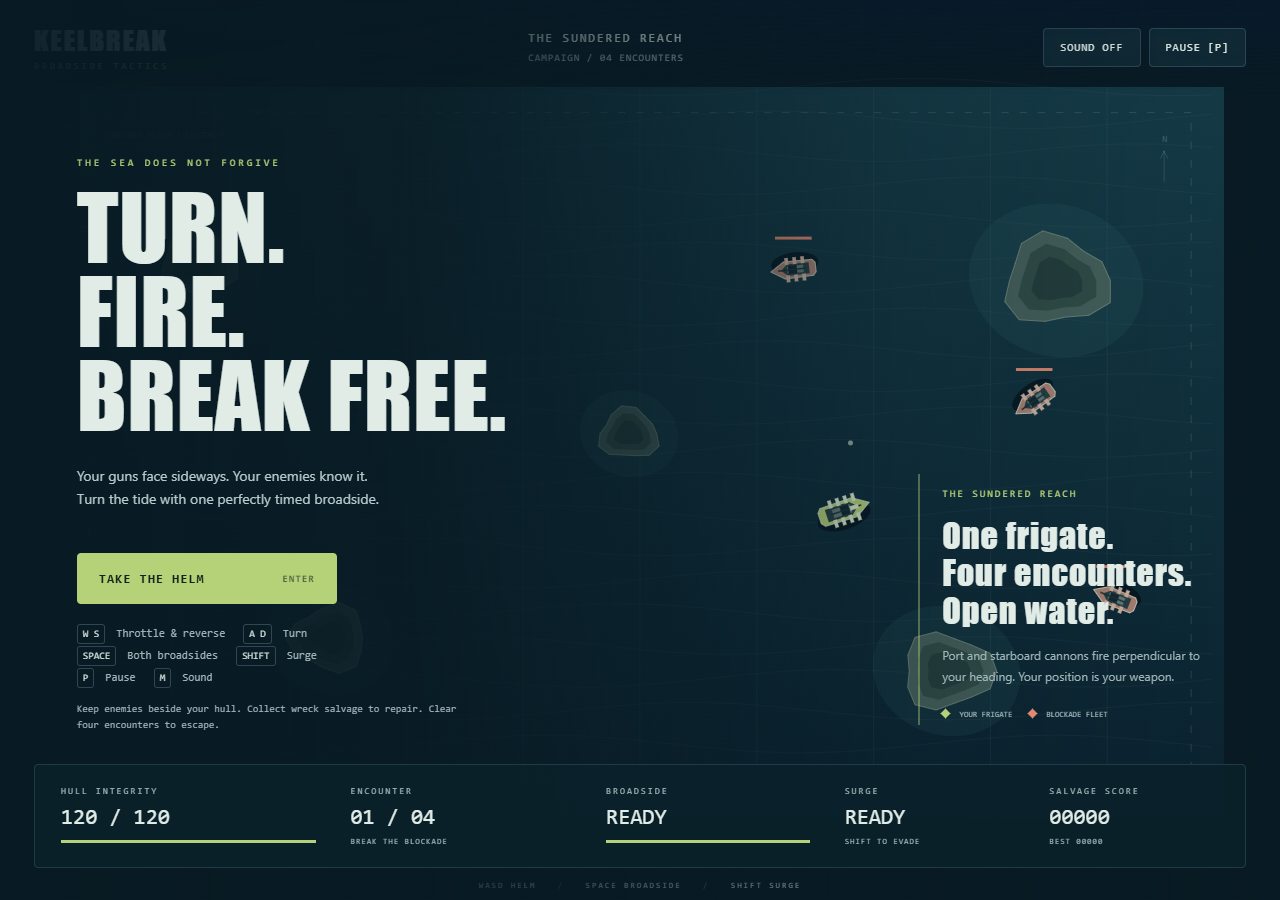 KEELBREAK
BROADSIDE TACTICS
THE SUNDERED REACH
CAMPAIGN / 04 ENCOUNTERS
SOUND OFF
PAUSE [P]
N
THE SEA DOES NOT FORGIVE
TURN.
FIRE.
BREAK FREE.
Your guns face sideways. Your enemies know it.
Turn the tide with one perfectly timed broadside.
TAKE THE HELM ENTER
W S Throttle & reverse A D Turn
SPACE Both broadsides SHIFT Surge
P Pause M Sound
Keep enemies beside your hull. Collect wreck salvage to repair. Clear
four encounters to escape.
THE SUNDERED REACH
One frigate.
Four encounters.
Open water.
Port and starboard cannons fire perpendicular to
your heading. Your position is your weapon.
YOUR FRIGATE BLOCKADE FLEET
HULL INTEGRITY
120 / 120
ENCOUNTER
01 / 04
BREAK THE BLOCKADE
BROADSIDE
READY
SURGE
READY
SHIFT TO EVADE
SALVAGE SCORE
00000
BEST 00000
WASD HELM / SPACE BROADSIDE / SHIFT SURGE